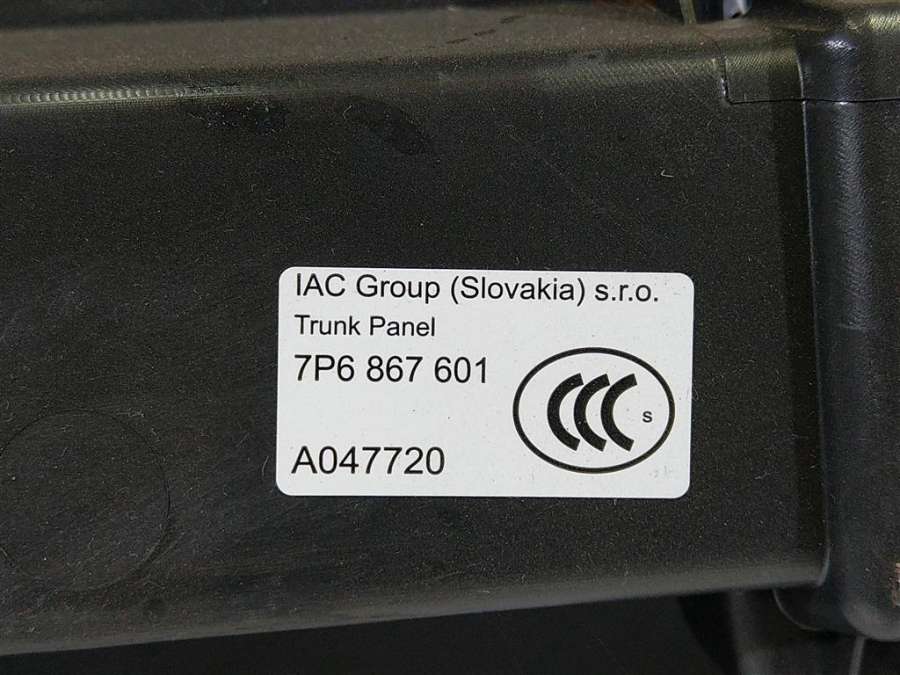 IAC Group (Slovakia) s.r.o.
Trunk Panel
7P6 867 601
CCC s
A047720